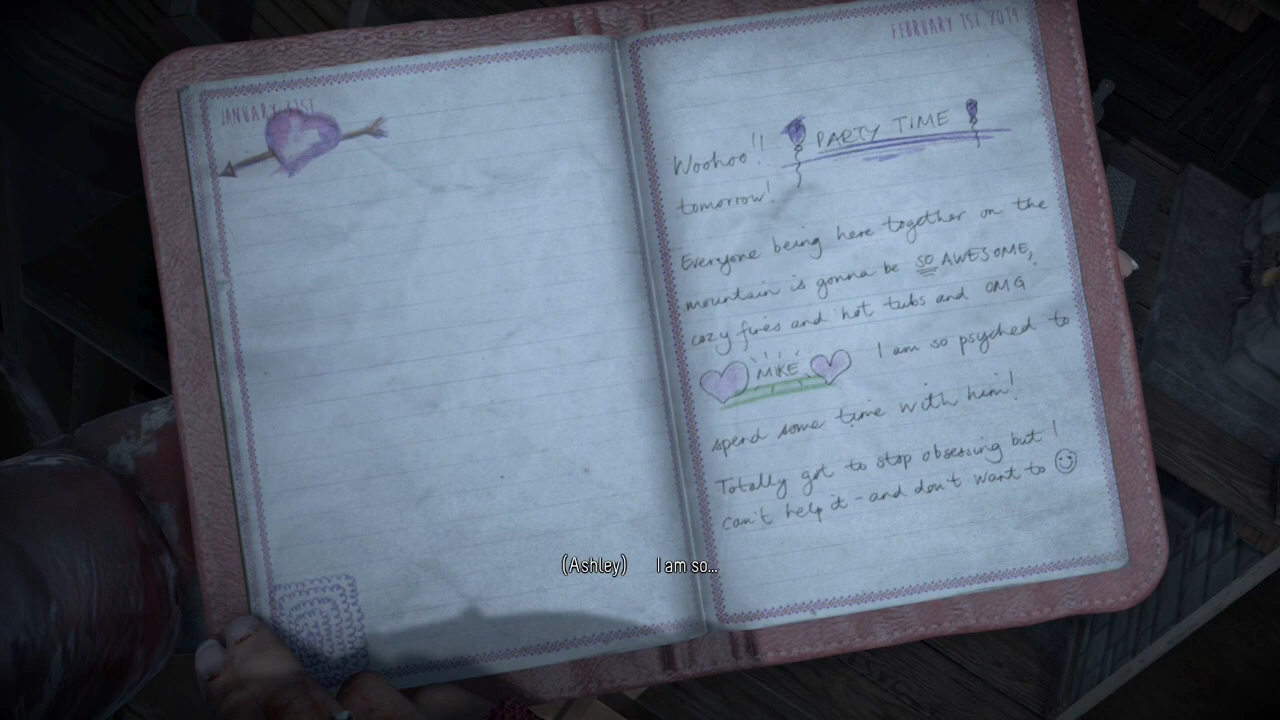 JANUARY 31ST
FEBRUARY 1ST 2014
Woohoo!! PARTY TIME
tomorrow!
Everyone being here together on the
mountain is gonna be SO AWESOME,
cozy fires and hot tubs and OMG
MIKE I am so psyched to
spend some time with him!
Totally got to stop obsessing but I
can't help it - and don't want to
(Ashley) I am so...